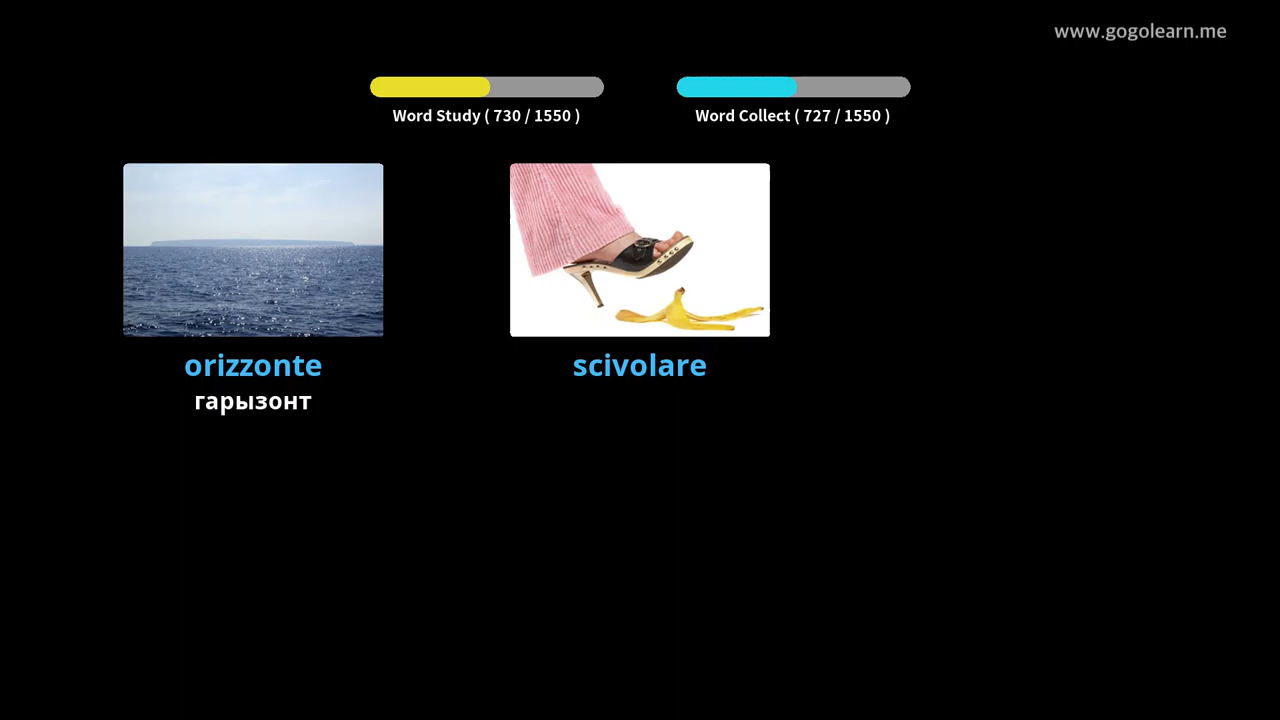 www.gogolearn.me
Word Study ( 730 / 1550 )
Word Collect ( 727 / 1550 )
orizzonte
гарызонт
scivolare